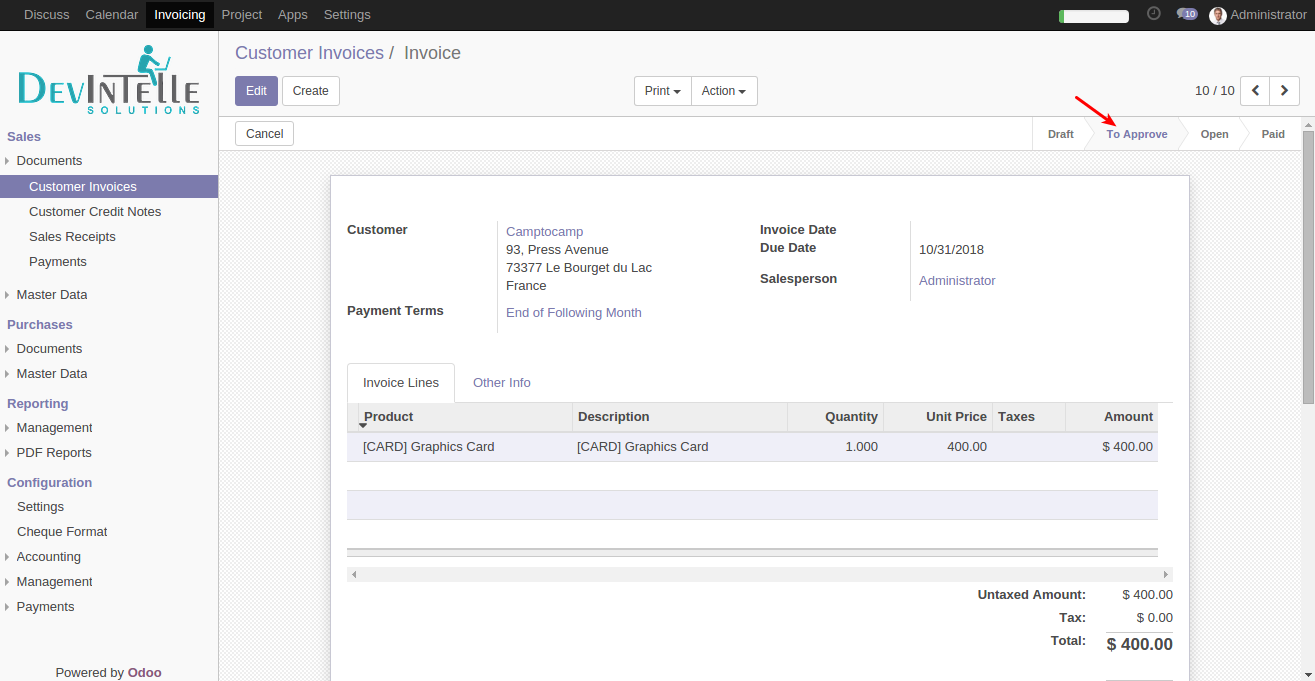 Discuss Calendar Invoicing Project Apps Settings 10 Administrator
DEVINTELLE
SOLUTIONS
Customer Invoices / Invoice
Edit Create Print Action 10 / 10
Cancel Draft To Approve Open Paid
Sales
Documents
Customer Invoices
Customer Credit Notes
Sales Receipts
Payments
Master Data
Purchases
Documents
Master Data
Reporting
Management
PDF Reports
Configuration
Settings
Cheque Format
Accounting
Management
Payments
Powered by Odoo
Customer Camptocamp
93, Press Avenue
73377 Le Bourget du Lac
France
Payment Terms End of Following Month
Invoice Date
Due Date 10/31/2018
Salesperson Administrator
Invoice Lines Other Info
Product Description Quantity Unit Price Taxes Amount
[CARD] Graphics Card [CARD] Graphics Card 1.000 400.00 $ 400.00
Untaxed Amount: $ 400.00
Tax: $ 0.00
Total: $ 400.00